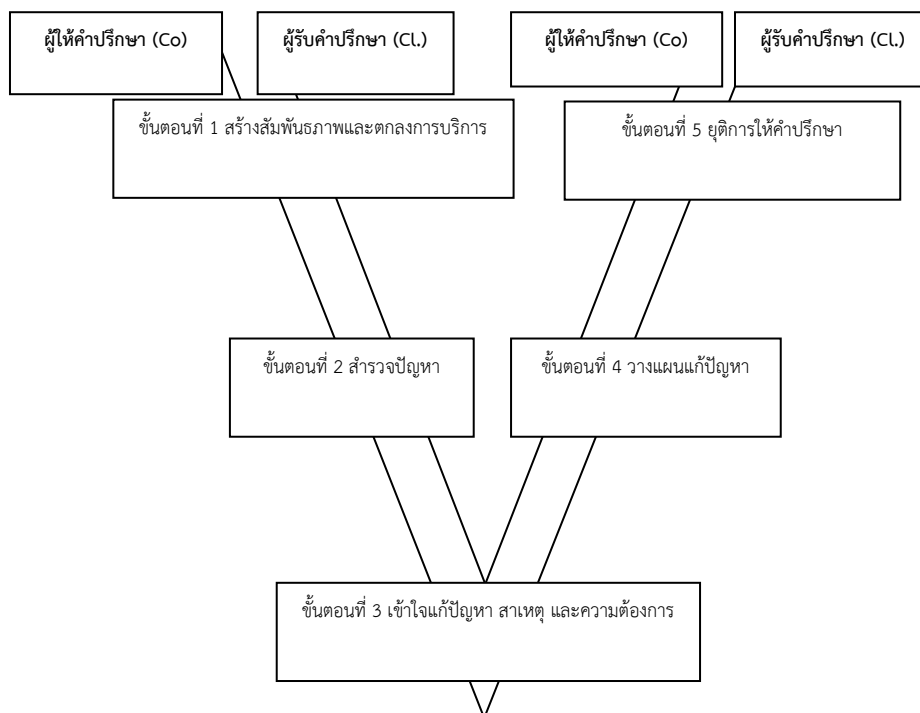 ผู้ให้คำปรึกษา (Co)
ผู้รับคำปรึกษา (CL.)
ผู้ให้คำปรึกษา (Co)
ผู้รับคำปรึกษา (CL.)
ขั้นตอนที่ 1 สร้างสัมพันธภาพและตกลงการบริการ
ขั้นตอนที่ 5 ยุติการให้คำปรึกษา
ขั้นตอนที่ 2 สำรวจปัญหา
ขั้นตอนที่ 4 วางแผนแก้ปัญหา
ขั้นตอนที่ 3 เข้าใจแก้ปัญหา สาเหตุ และความต้องการ